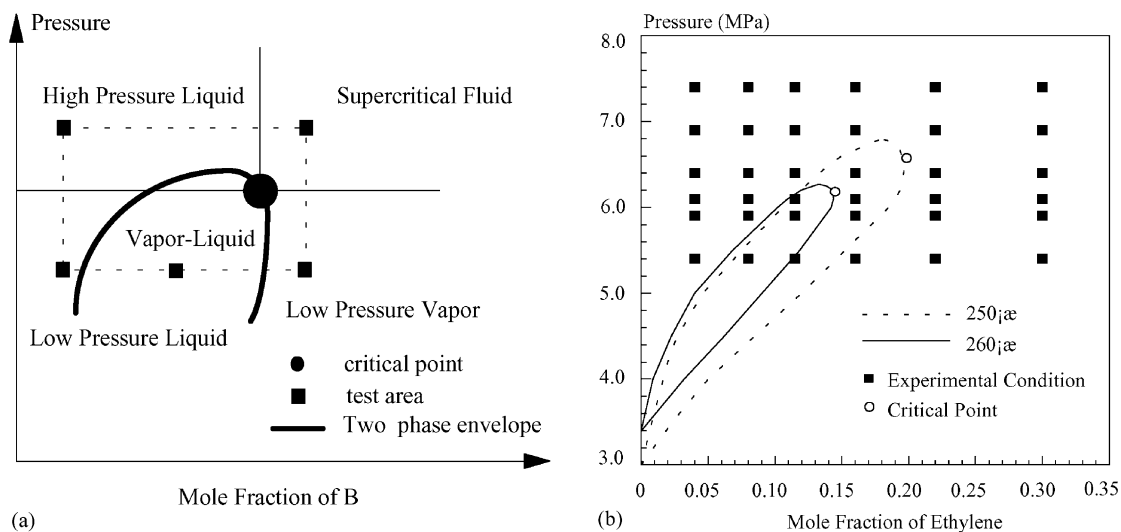 Pressure
High Pressure Liquid
Supercritical Fluid
Vapor-Liquid
Low Pressure Vapor
Low Pressure Liquid
critical point
test area
Two phase envelope
Mole Fraction of B
(a)
Pressure (MPa)
8.0
7.0
6.0
5.0
4.0
3.0
250¡æ
260¡æ
Experimental Condition
Critical Point
0 0.05 0.10 0.15 0.20 0.25 0.30 0.35
Mole Fraction of Ethylene
(b)